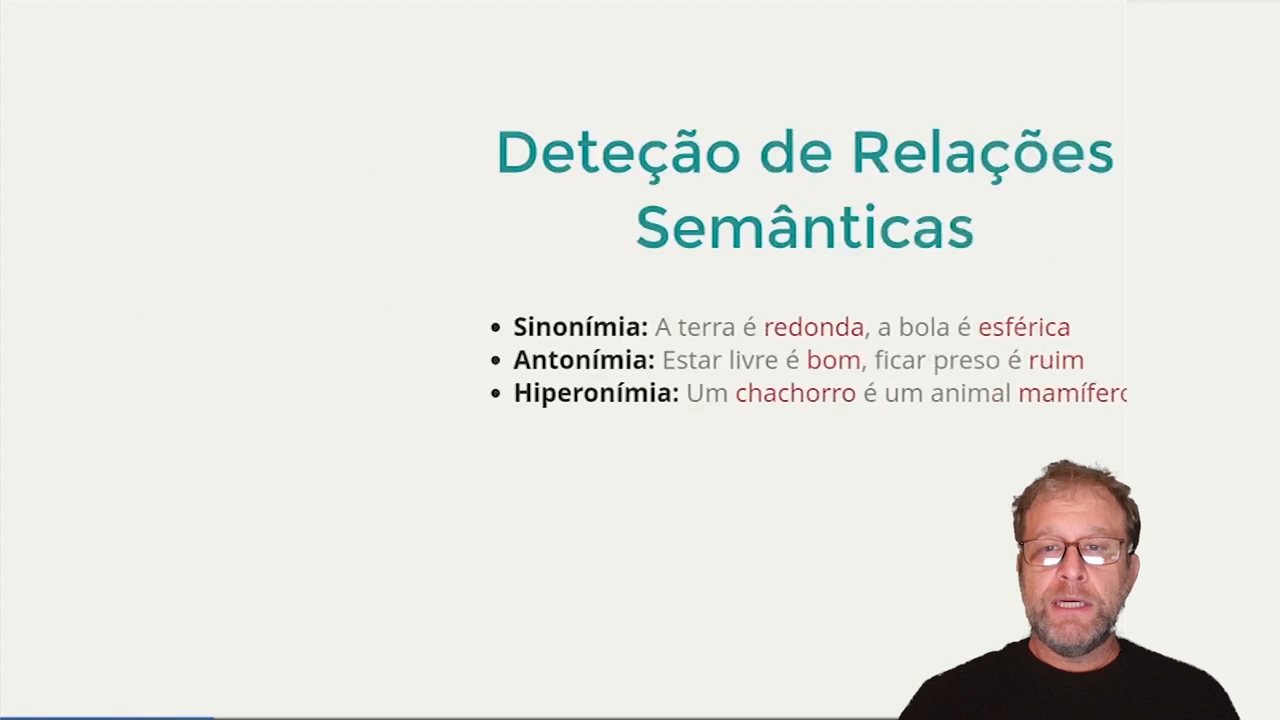 Deteção de Relações
Semânticas
• Sinonímia: A terra é redonda, a bola é esférica
• Antonímia: Estar livre é bom, ficar preso é ruim
• Hiperonímia: Um chachorro é um animal mamífero